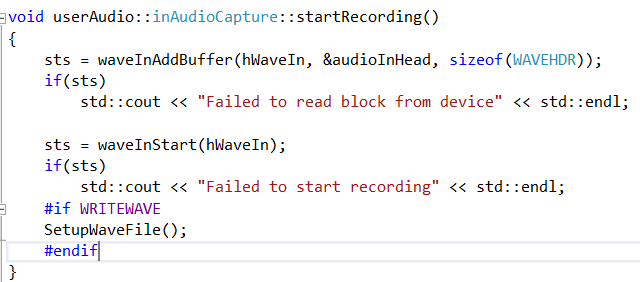 void userAudio::inAudioCapture::startRecording()
{
    sts = waveInAddBuffer(hWaveIn, &audioInHead, sizeof(WAVEHDR));
    if(sts)
        std::cout << "Failed to read block from device" << std::endl;

    sts = waveInStart(hWaveIn);
    if(sts)
        std::cout << "Failed to start recording" << std::endl;
    #if WRITEWAVE
    SetupWaveFile();
    #endif
}